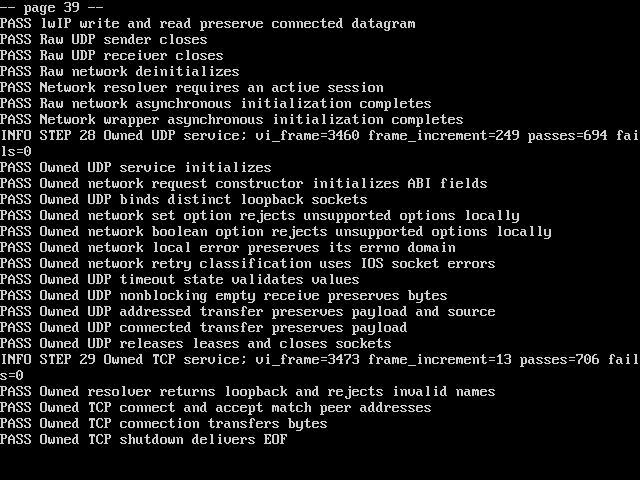 -- page 39 --
PASS lwIP write and read preserve connected datagram
PASS Raw UDP sender closes
PASS Raw UDP receiver closes
PASS Raw network deinitializes
PASS Network resolver requires an active session
PASS Raw network asynchronous initialization completes
PASS Network wrapper asynchronous initialization completes
INFO STEP 28 Owned UDP service; vi_frame=3460 frame_increment=249 passes=694 fai
ls=0
PASS Owned UDP service initializes
PASS Owned network request constructor initializes ABI fields
PASS Owned UDP binds distinct loopback sockets
PASS Owned network set option rejects unsupported options locally
PASS Owned network boolean option rejects unsupported options locally
PASS Owned network local error preserves its errno domain
PASS Owned network retry classification uses IOS socket errors
PASS Owned UDP timeout state validates values
PASS Owned UDP nonblocking empty receive preserves bytes
PASS Owned UDP addressed transfer preserves payload and source
PASS Owned UDP connected transfer preserves payload
PASS Owned UDP releases leases and closes sockets
INFO STEP 29 Owned TCP service; vi_frame=3473 frame_increment=13 passes=706 fail
s=0
PASS Owned resolver returns loopback and rejects invalid names
PASS Owned TCP connect and accept match peer addresses
PASS Owned TCP connection transfers bytes
PASS Owned TCP shutdown delivers EOF